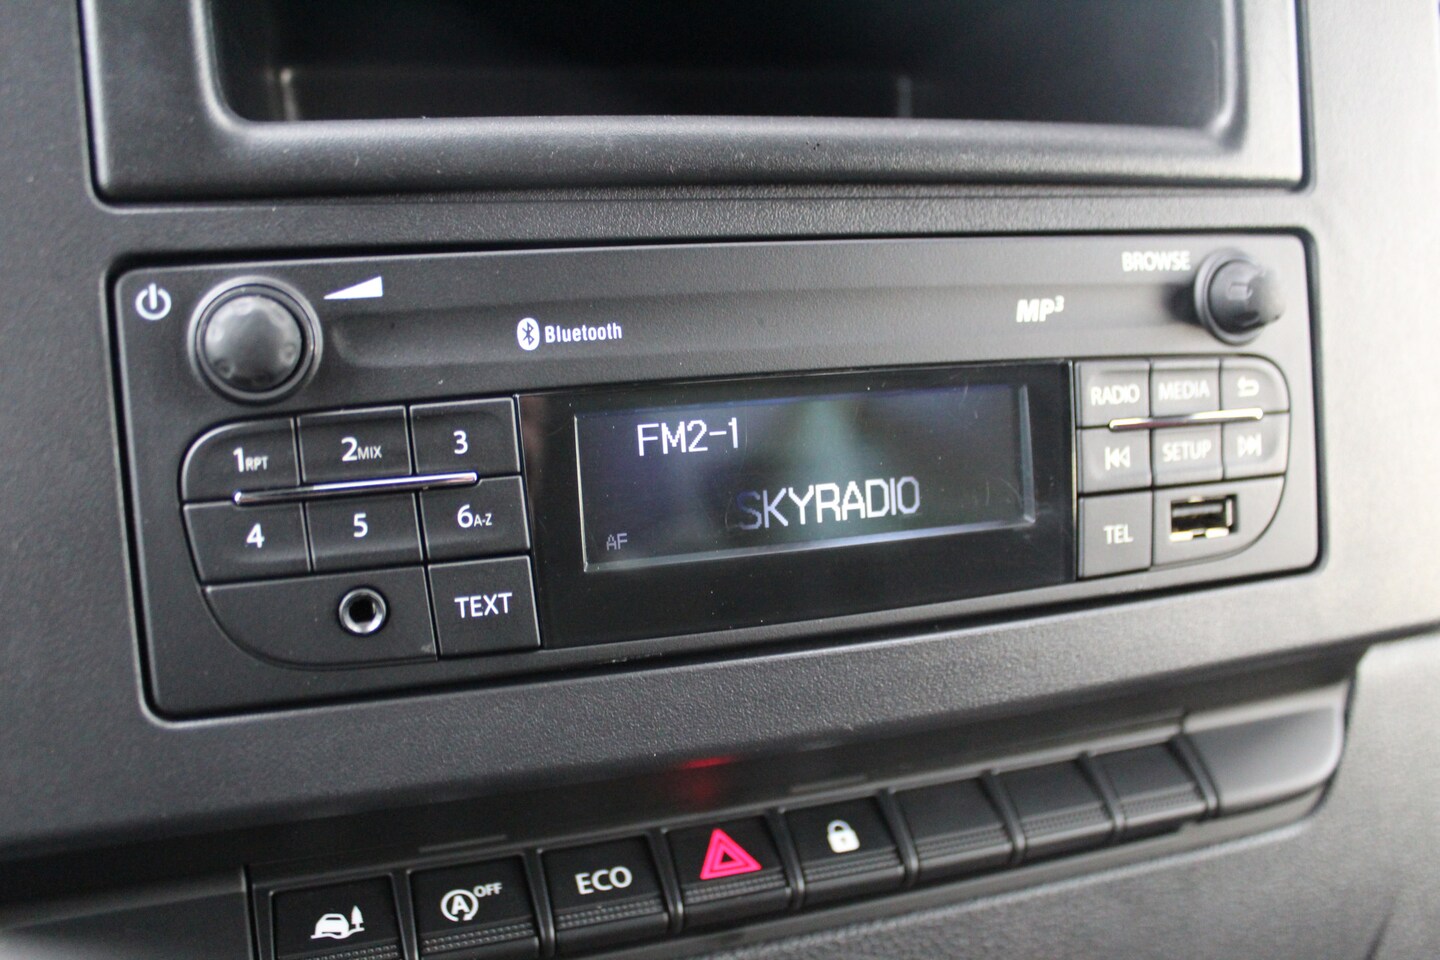 BROWSE
MP3
Bluetooth
RADIO MEDIA
1RPT 2MIX 3
FM2-1
SETUP
4 5 6A-Z
SKYRADIO
AF
TEL
TEXT
OFF
A
ECO